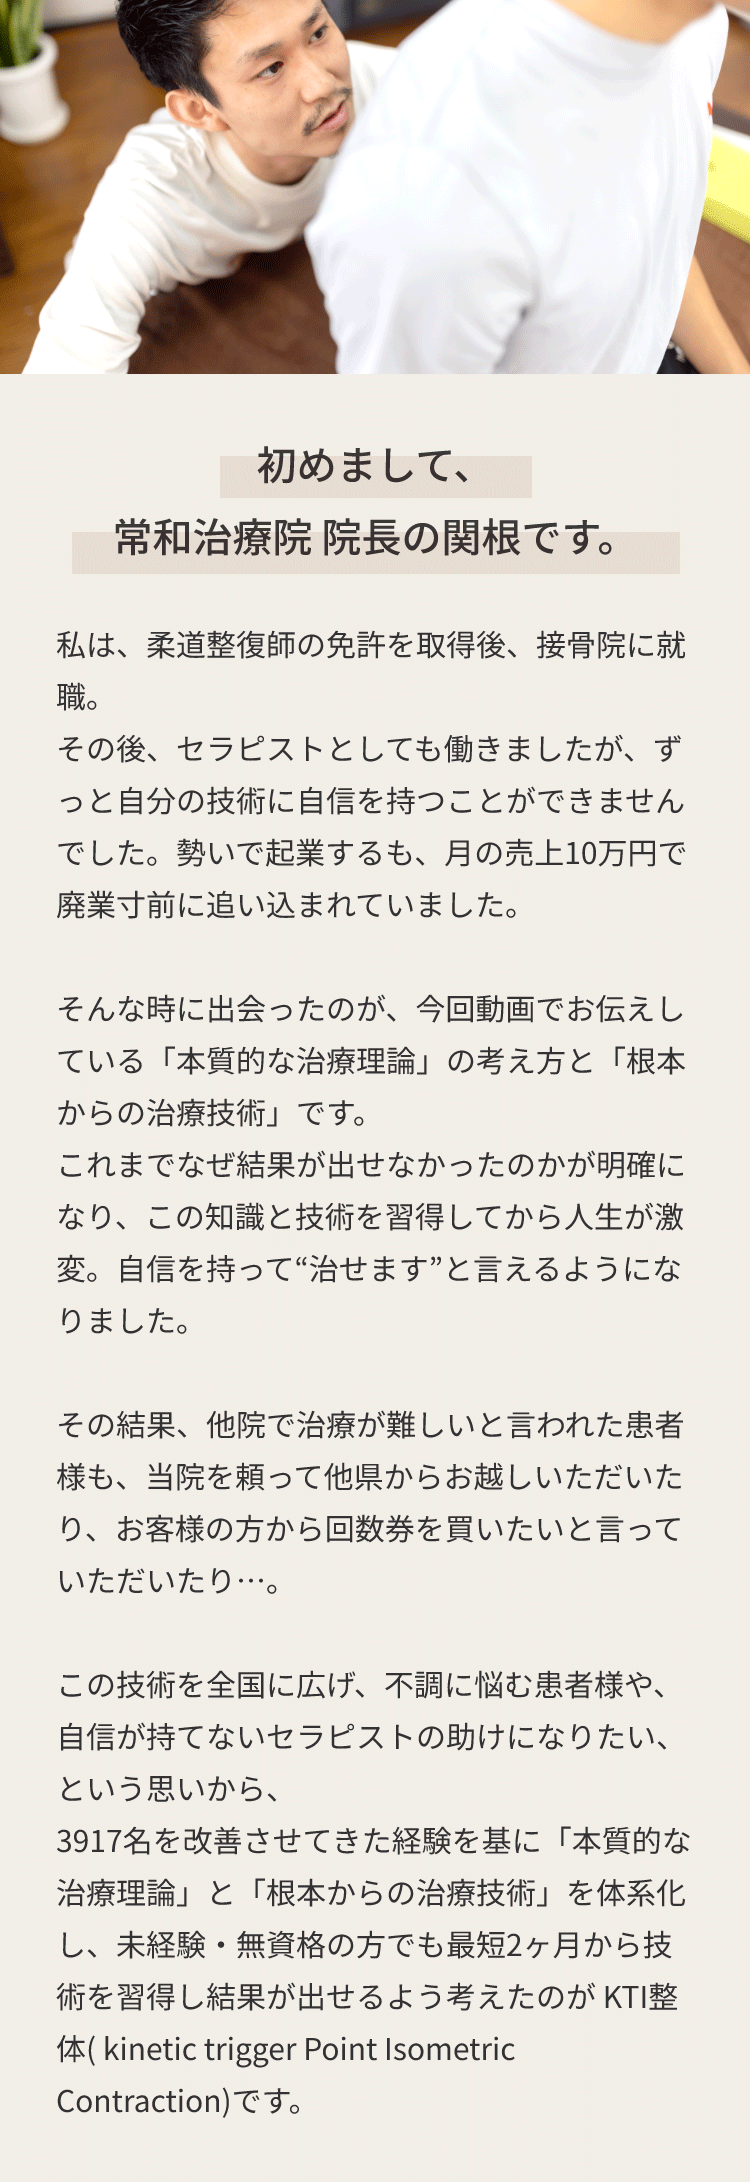 初めまして、
常和治療院 院長の関根です。
私は、柔道整復師の免許を取得後、接骨院に就
職。
その後、セラピストとしても働きましたが、ず
っと自分の技術に自信を持つことができません
でした。勢いで起業するも、月の売上10万円で
廃業寸前に追い込まれていました。
そんな時に出会ったのが、今回動画でお伝えし
ている「本質的な治療理論」の考え方と「根本
からの治療技術」です。
これまでなぜ結果が出せなかったのかが明確に
なり、この知識と技術を習得してから人生が激
変。自信を持って“治せます”と言えるようにな
りました。
その結果、他院で治療が難しいと言われた患者
様も、当院を頼って他県からお越しいただいた
り、お客様の方から回数券を買いたいと言って
いただいたり…。
この技術を全国に広げ、不調に悩む患者様や、
自信が持てないセラピストの助けになりたい、
という思いから、
3917名を改善させてきた経験を基に「本質的な
治療理論」と「根本からの治療技術」を体系化
し、未経験・無資格の方でも最短2ヶ月から技
術を習得し結果が出せるよう考えたのが KTI整
体( kinetic trigger Point Isometric
Contraction)です。